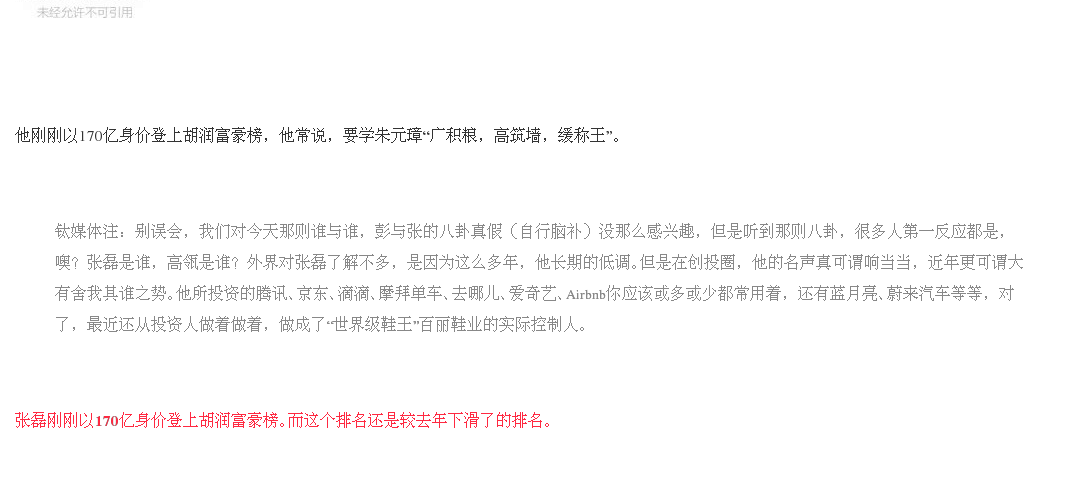 未经允许不可引用
他刚刚以170亿身价登上胡润富豪榜，他常说，要学朱元璋“广积粮，高筑墙，缓称王”。
钛媒体注：别误会，我们对今天那则谁与谁，彭与张的八卦真假（自行脑补）没那么感兴趣，但是听到那则八卦，很多人第一反应都是，
噢？张磊是谁，高瓴是谁？外界对张磊了解不多，是因为这么多年，他长期的低调。但是在创投圈，他的名声真可谓响当当，近年更可谓大
有舍我其谁之势。他所投资的腾讯、京东、滴滴、摩拜单车、去哪儿、爱奇艺、Airbnb你应该或多或少都常用着，还有蓝月亮、蔚来汽车等等，对
了，最近还从投资人做着做着，做成了“世界级鞋王”百丽鞋业的实际控制人。
张磊刚刚以170亿身价登上胡润富豪榜。而这个排名还是较去年下滑了的排名。